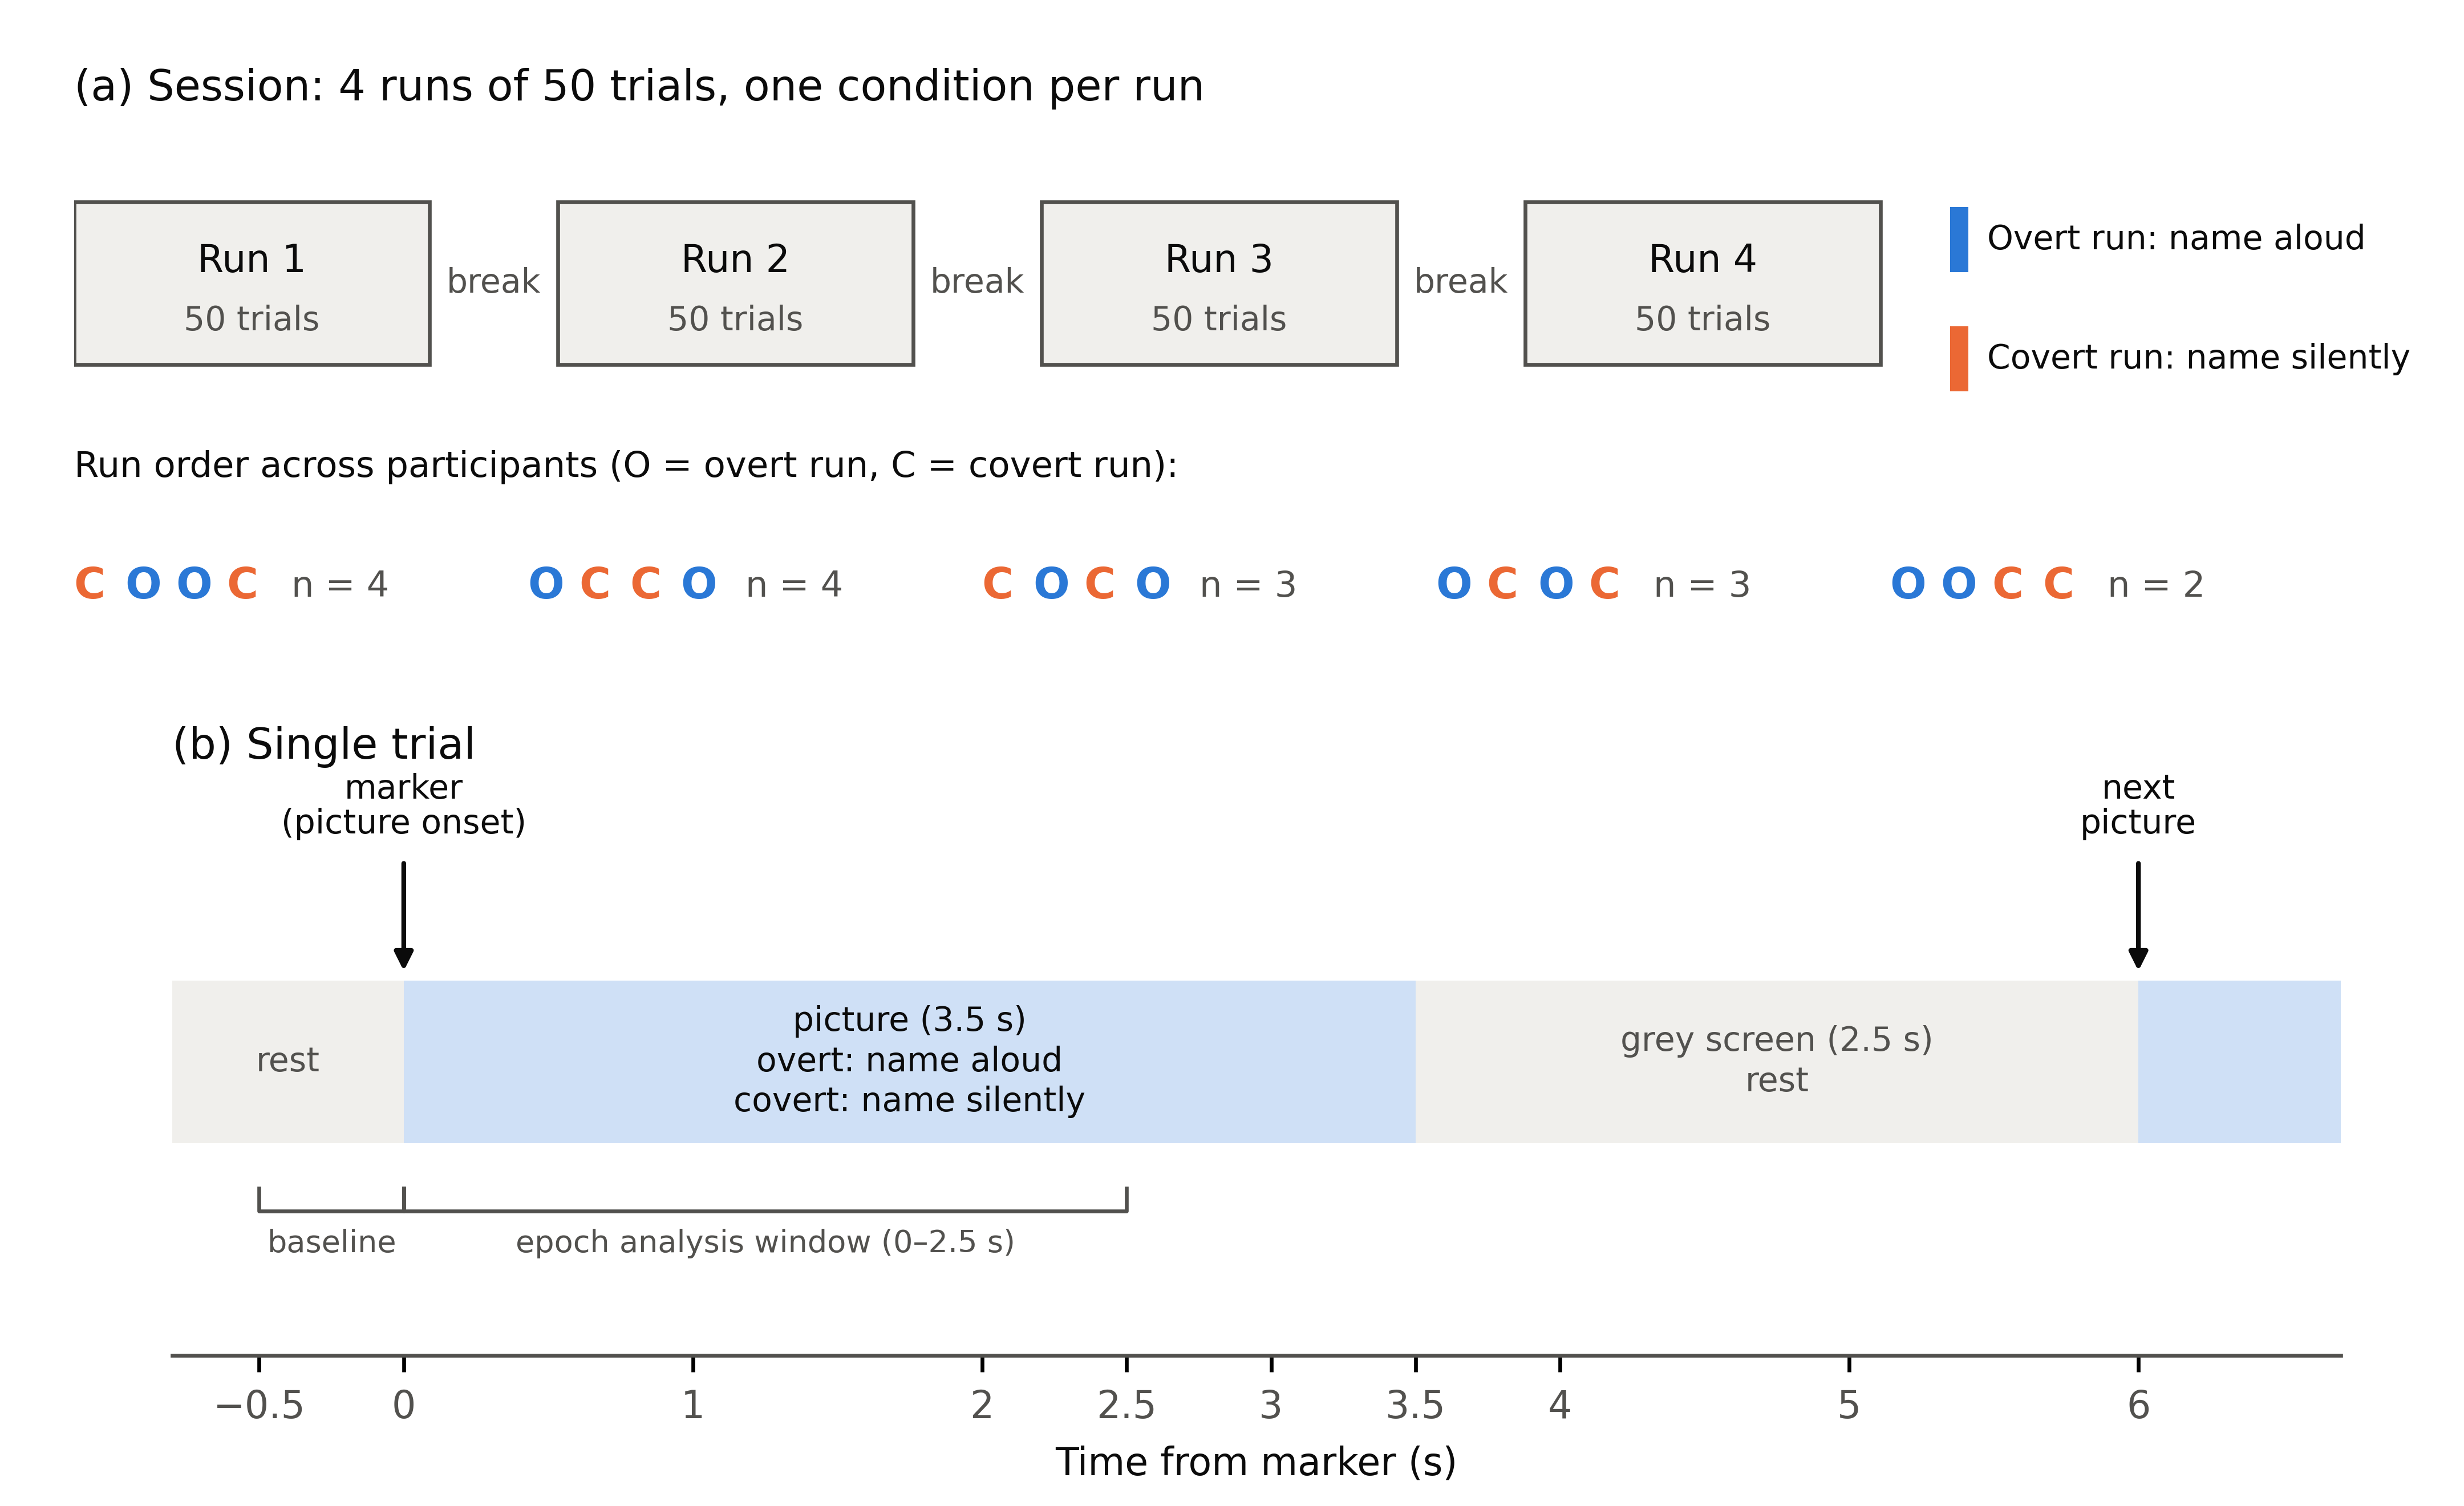 (a) Session: 4 runs of 50 trials, one condition per run
Run 1
50 trials
break
Run 2
50 trials
break
Run 3
50 trials
break
Run 4
50 trials
Overt run: name aloud
Covert run: name silently
Run order across participants (O = overt run, C = covert run):
C O O C n = 4
O C C O n = 4
C O C O n = 3
O C O C n = 3
O O C C n = 2
(b) Single trial
marker
(picture onset)
next
picture
rest
picture (3.5 s)
overt: name aloud
covert: name silently
grey screen (2.5 s)
rest
baseline
epoch analysis window (0–2.5 s)
−0.5 0 1 2 2.5 3 3.5 4 5 6
Time from marker (s)